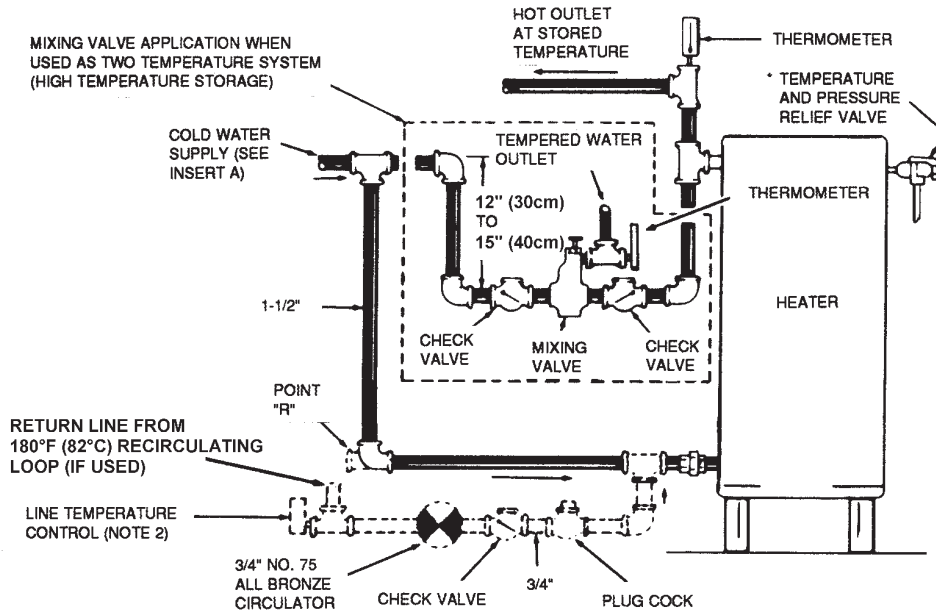 HOT OUTLET
AT STORED
TEMPERATURE
MIXING VALVE APPLICATION WHEN
USED AS TWO TEMPERATURE SYSTEM
(HIGH TEMPERATURE STORAGE)
THERMOMETER
* TEMPERATURE
AND PRESSURE
RELIEF VALVE
COLD WATER
SUPPLY (SEE
INSERT A)
TEMPERED WATER
OUTLET
THERMOMETER
12" (30cm)
TO
15" (40cm)
1-1/2"
HEATER
CHECK
VALVE
MIXING
VALVE
CHECK
VALVE
POINT
"R"
RETURN LINE FROM
180°F (82°C) RECIRCULATING
LOOP (IF USED)
LINE TEMPERATURE
CONTROL (NOTE 2)
3/4" NO. 75
ALL BRONZE
CIRCULATOR
CHECK VALVE
3/4"
PLUG COCK